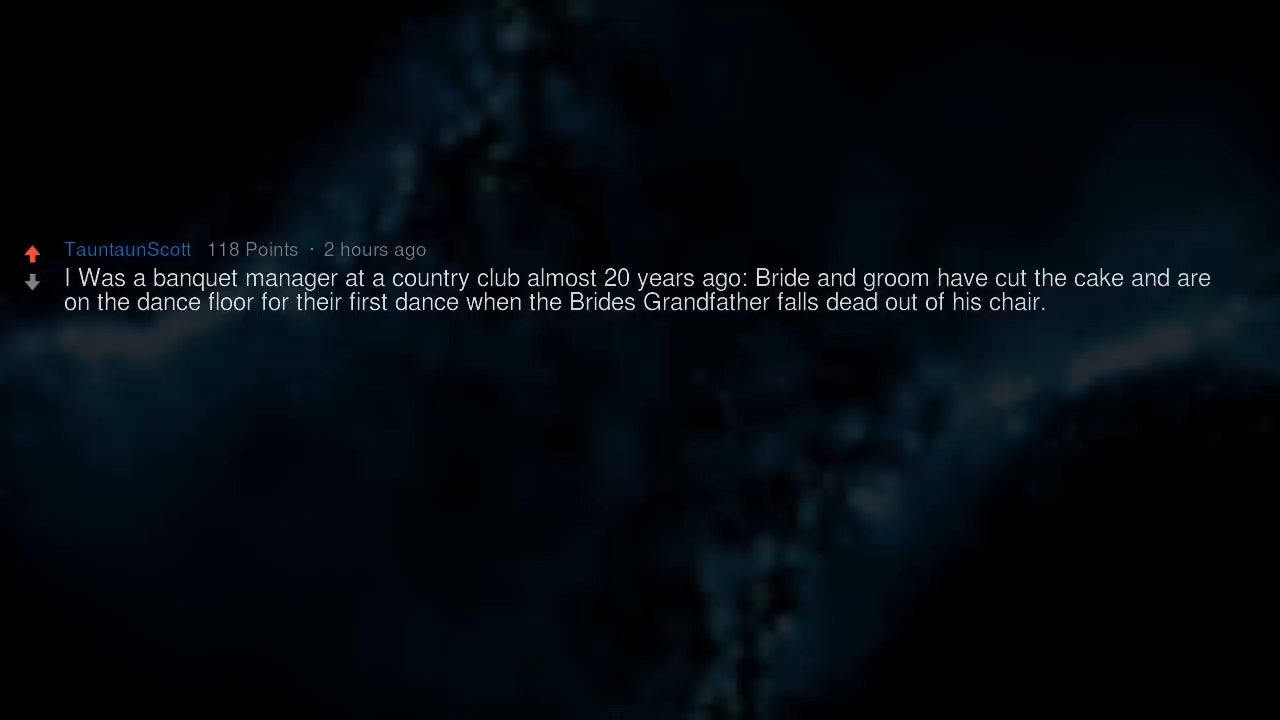 TauntaunScott 118 Points · 2 hours ago
I Was a banquet manager at a country club almost 20 years ago: Bride and groom have cut the cake and are
on the dance floor for their first dance when the Brides Grandfather falls dead out of his chair.